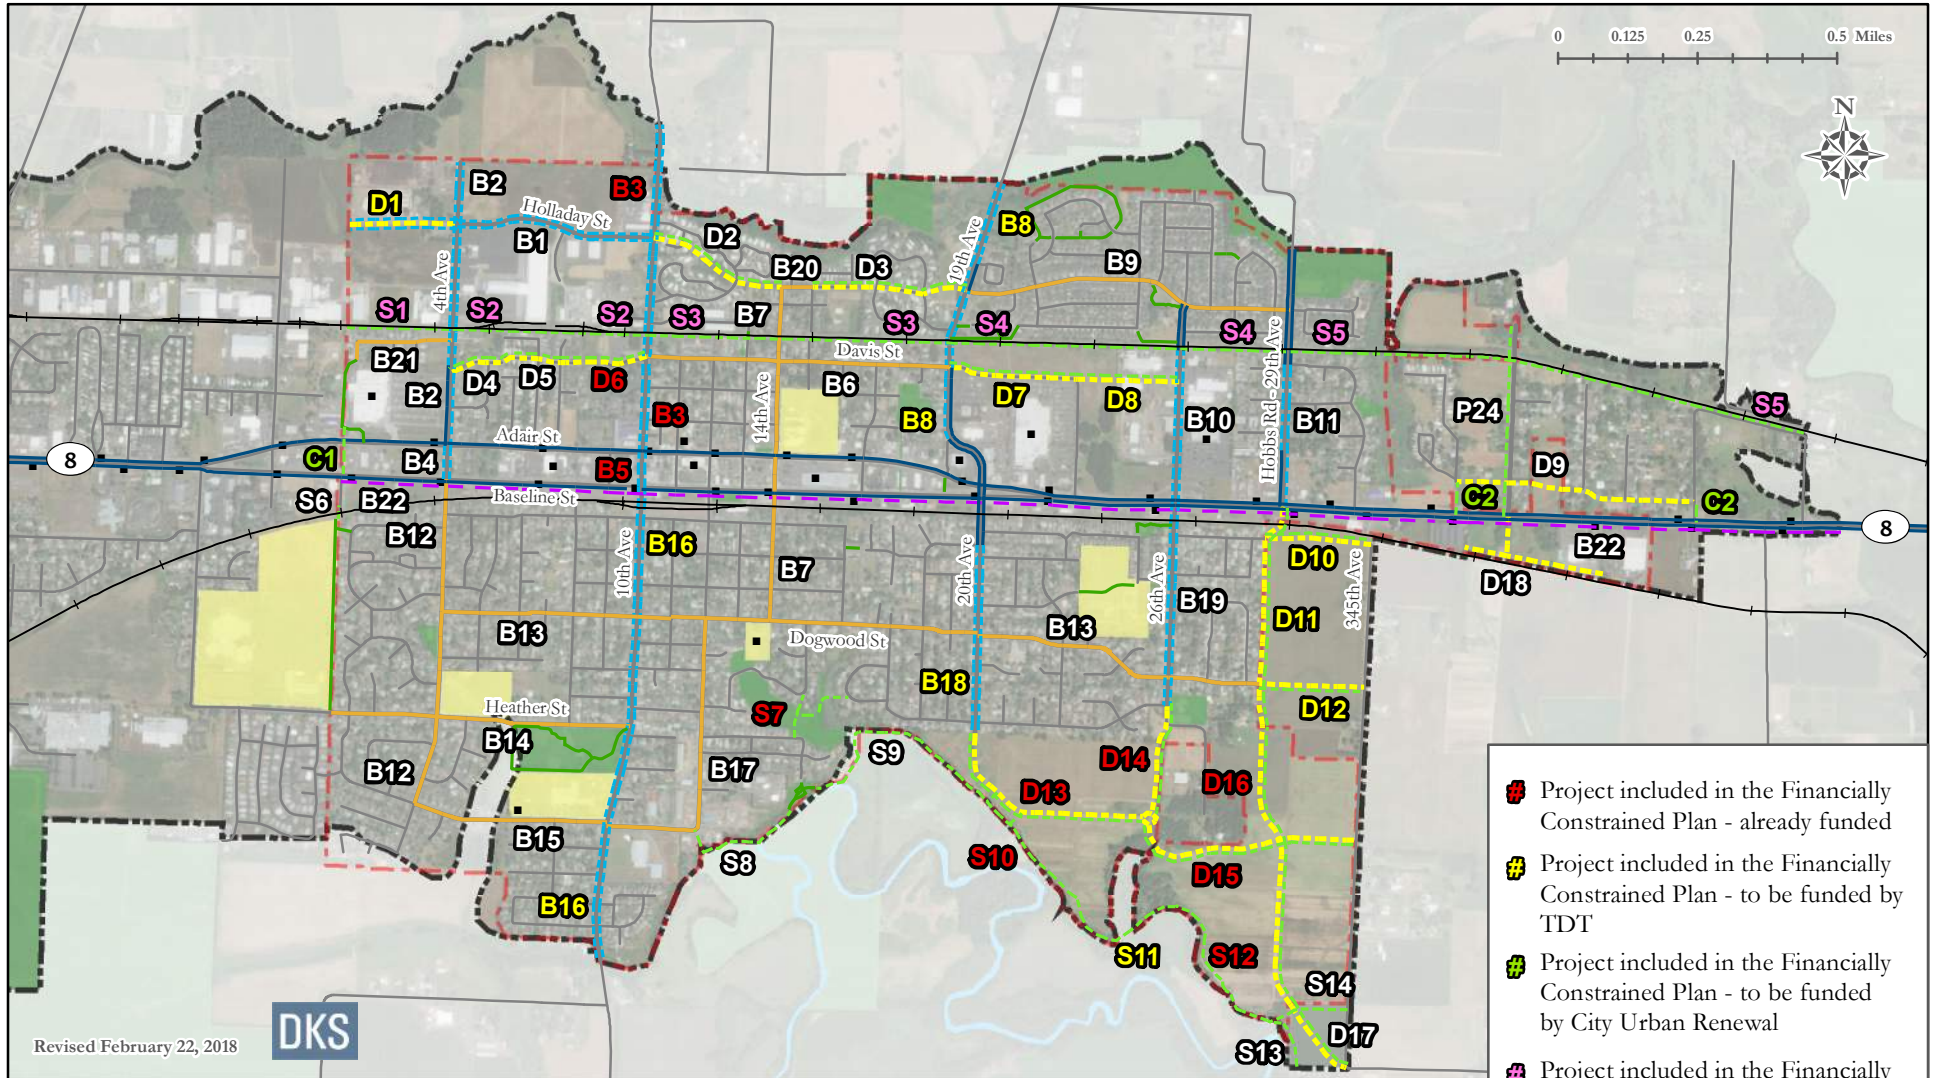 0 0.125 0.25 0.5 Miles
N
D1
B2
B3
Holladay St
B1
D2
B20
D3
19th Ave
B8
B9
4th Ave
S1
S2
S2
S3
B7
S3
S4
S4
S5
Hobbs Rd-29th Ave
Davis St
B21
B2
D4
D5
D6
B3
14th Ave
B6
B8
D7
D8
B10
B11
P24
S5
Adair St
8
C1
B4
B5
D9
C2
C2
S6
B22
Baseline St
8
B12
10th Ave
B16
B7
20th Ave
26th Ave
B19
D10
345th Ave
B22
D18
D11
B13
Dogwood St
B13
B18
D12
Heather St
S7
B14
B12
B17
S9
D14
D16
D13
B15
S8
S10
D15
B16
S11
S12
S14
D17
S13
DKS
Revised February 22, 2018
# Project included in the Financially
Constrained Plan - already funded
# Project included in the Financially
Constrained Plan - to be funded by
TDT
# Project included in the Financially
Constrained Plan - to be funded
by City Urban Renewal
# Project included in the Financially